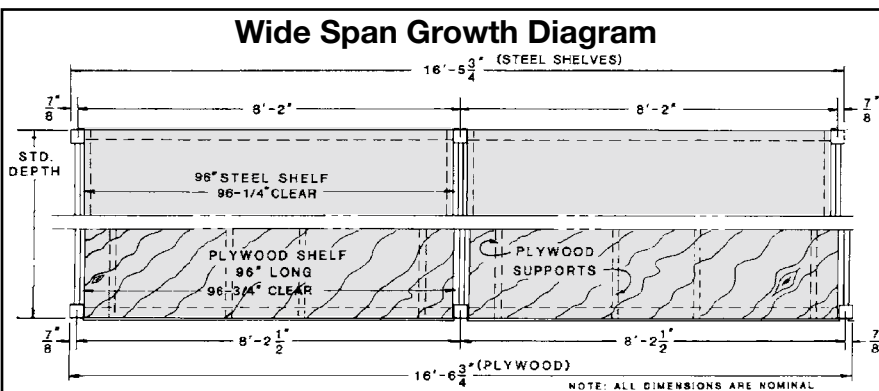 Wide Span Growth Diagram
16'-5 3/4" (STEEL SHELVES)
7/8" 8'-2" 8'-2" 7/8"
STD.
DEPTH
96" STEEL SHELF
96-1/4" CLEAR
PLYWOOD SHELF
96" LONG
96-3/4" CLEAR
PLYWOOD
SUPPORTS
7/8" 8'-2 1/2" 8'-2 1/2" 7/8"
16'-6 3/4" (PLYWOOD)
NOTE: ALL DIMENSIONS ARE NOMINAL